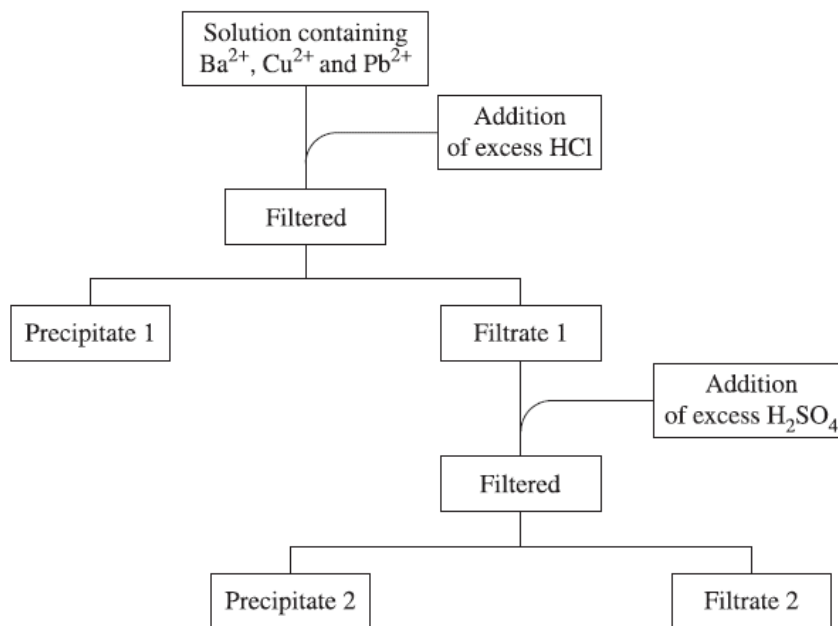 Solution containing
Ba²⁺, Cu²⁺ and Pb²⁺
Addition
of excess HCl
Filtered
Precipitate 1
Filtrate 1
Addition
of excess H₂SO₄
Filtered
Precipitate 2
Filtrate 2